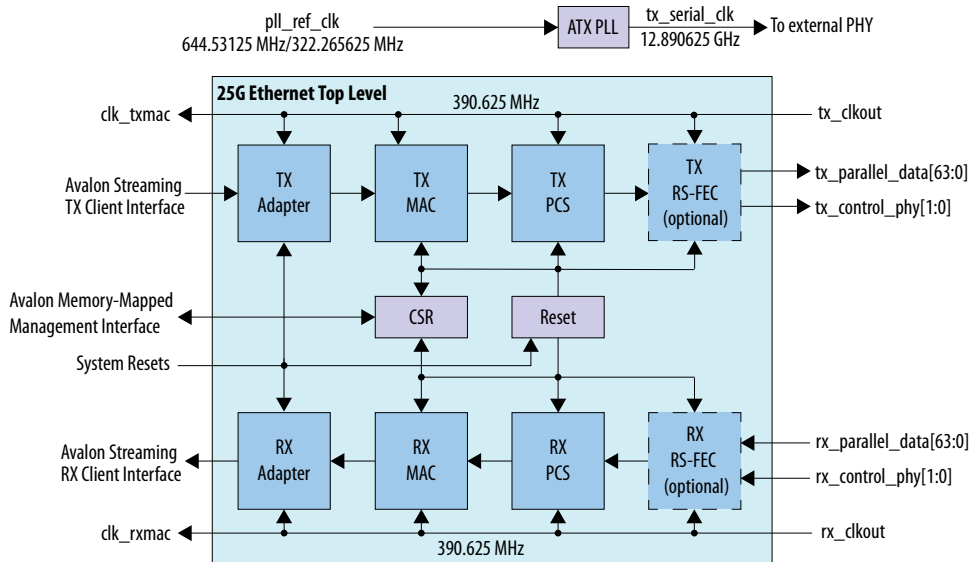 pll_ref_clk
644.53125 MHz/322.265625 MHz
ATX PLL
tx_serial_clk
12.890625 GHz
To external PHY
25G Ethernet Top Level
390.625 MHz
clk_txmac
tx_clkout
Avalon Streaming
TX Client Interface
TX
Adapter
TX
MAC
TX
PCS
TX
RS-FEC
(optional)
tx_parallel_data[63:0]
tx_control_phy[1:0]
Avalon Memory-Mapped
Management Interface
CSR
Reset
System Resets
Avalon Streaming
RX Client Interface
RX
Adapter
RX
MAC
RX
PCS
RX
RS-FEC
(optional)
rx_parallel_data[63:0]
rx_control_phy[1:0]
clk_rxmac
390.625 MHz
rx_clkout